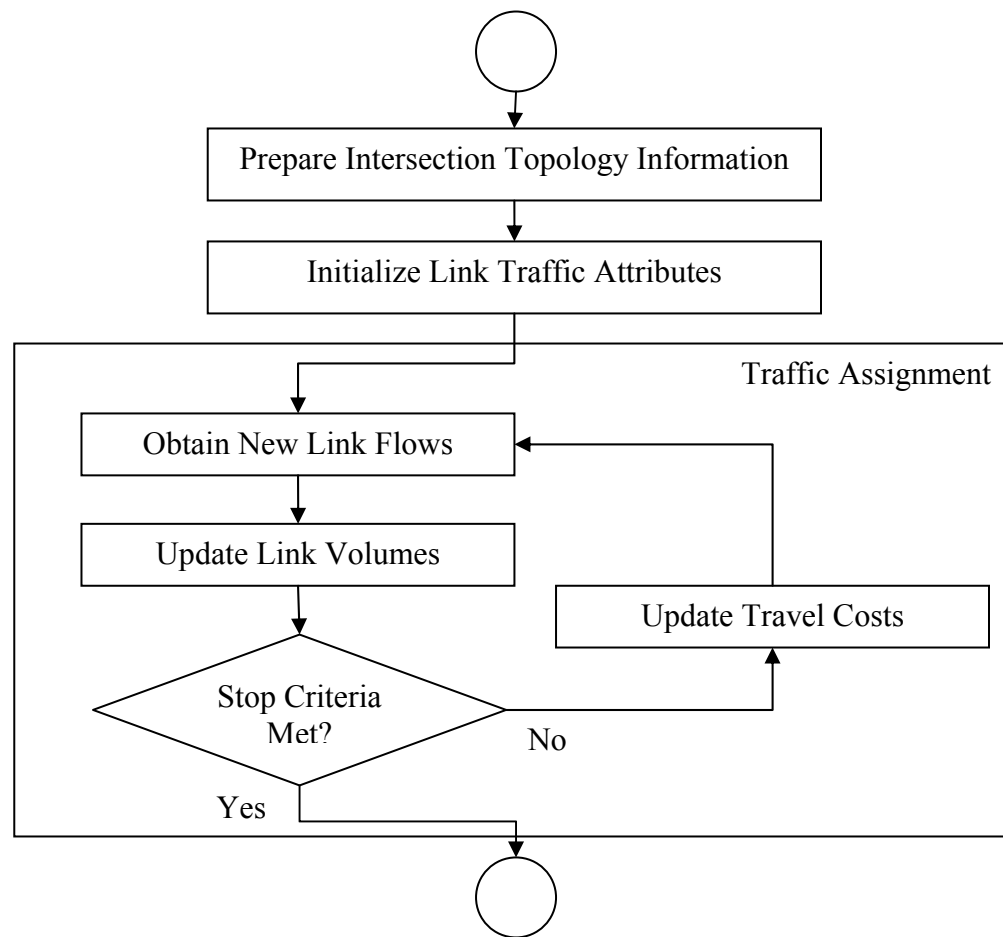 Prepare Intersection Topology Information
Initialize Link Traffic Attributes
Traffic Assignment
Obtain New Link Flows
Update Link Volumes
Update Travel Costs
Stop Criteria
Met?
No
Yes